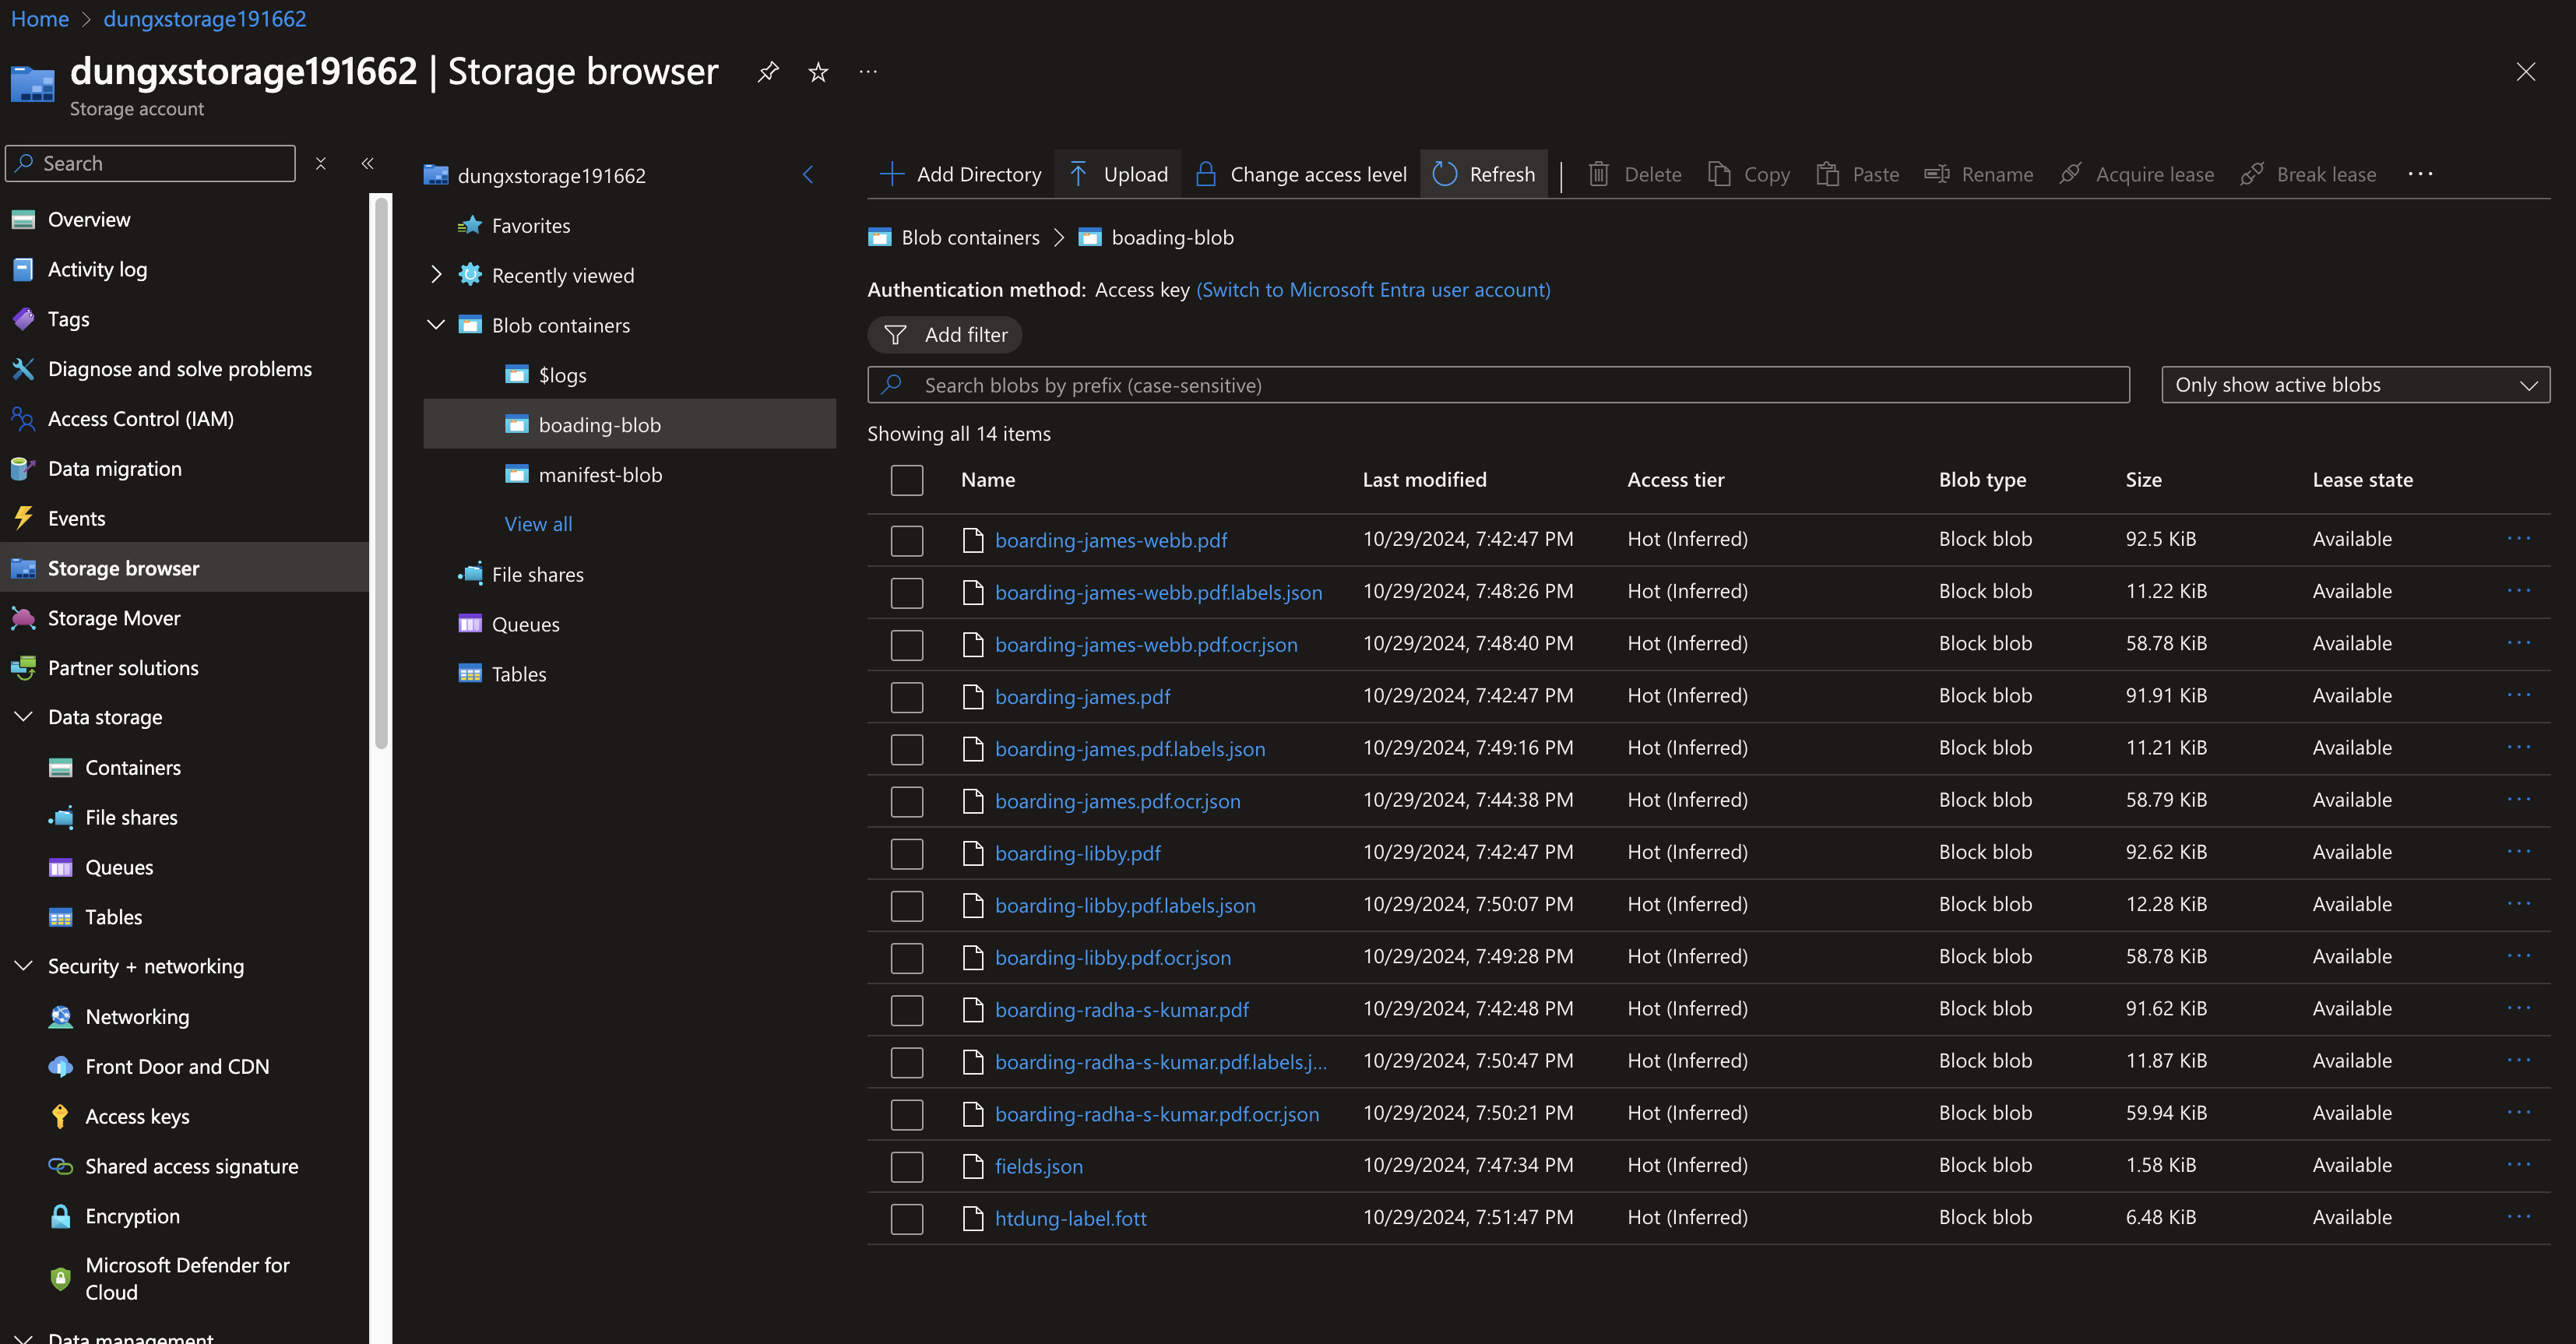 Home > dungxstorage191662
dungxstorage191662 | Storage browser
Storage account
Search
Overview
Activity log
Tags
Diagnose and solve problems
Access Control (IAM)
Data migration
Events
Storage browser
Storage Mover
Partner solutions
Data storage
Containers
File shares
Queues
Tables
Security + networking
Networking
Front Door and CDN
Access keys
Shared access signature
Encryption
Microsoft Defender for
Cloud
Data management
dungxstorage191662
Favorites
Recently viewed
Blob containers
$logs
boading-blob
manifest-blob
View all
File shares
Queues
Tables
Add Directory Upload Change access level Refresh Delete Copy Paste Rename Acquire lease Break lease
Blob containers > boading-blob
Authentication method: Access key (Switch to Microsoft Entra user account)
Add filter
Search blobs by prefix (case-sensitive) Only show active blobs
Showing all 14 items
Name Last modified Access tier Blob type Size Lease state
boarding-james-webb.pdf 10/29/2024, 7:42:47 PM Hot (Inferred) Block blob 92.5 KiB Available
boarding-james-webb.pdf.labels.json 10/29/2024, 7:48:26 PM Hot (Inferred) Block blob 11.22 KiB Available
boarding-james-webb.pdf.ocr.json 10/29/2024, 7:48:40 PM Hot (Inferred) Block blob 58.78 KiB Available
boarding-james.pdf 10/29/2024, 7:42:47 PM Hot (Inferred) Block blob 91.91 KiB Available
boarding-james.pdf.labels.json 10/29/2024, 7:49:16 PM Hot (Inferred) Block blob 11.21 KiB Available
boarding-james.pdf.ocr.json 10/29/2024, 7:44:38 PM Hot (Inferred) Block blob 58.79 KiB Available
boarding-libby.pdf 10/29/2024, 7:42:47 PM Hot (Inferred) Block blob 92.62 KiB Available
boarding-libby.pdf.labels.json 10/29/2024, 7:50:07 PM Hot (Inferred) Block blob 12.28 KiB Available
boarding-libby.pdf.ocr.json 10/29/2024, 7:49:28 PM Hot (Inferred) Block blob 58.78 KiB Available
boarding-radha-s-kumar.pdf 10/29/2024, 7:42:48 PM Hot (Inferred) Block blob 91.62 KiB Available
boarding-radha-s-kumar.pdf.labels.j... 10/29/2024, 7:50:47 PM Hot (Inferred) Block blob 11.87 KiB Available
boarding-radha-s-kumar.pdf.ocr.json 10/29/2024, 7:50:21 PM Hot (Inferred) Block blob 59.94 KiB Available
fields.json 10/29/2024, 7:47:34 PM Hot (Inferred) Block blob 1.58 KiB Available
htdung-label.fott 10/29/2024, 7:51:47 PM Hot (Inferred) Block blob 6.48 KiB Available